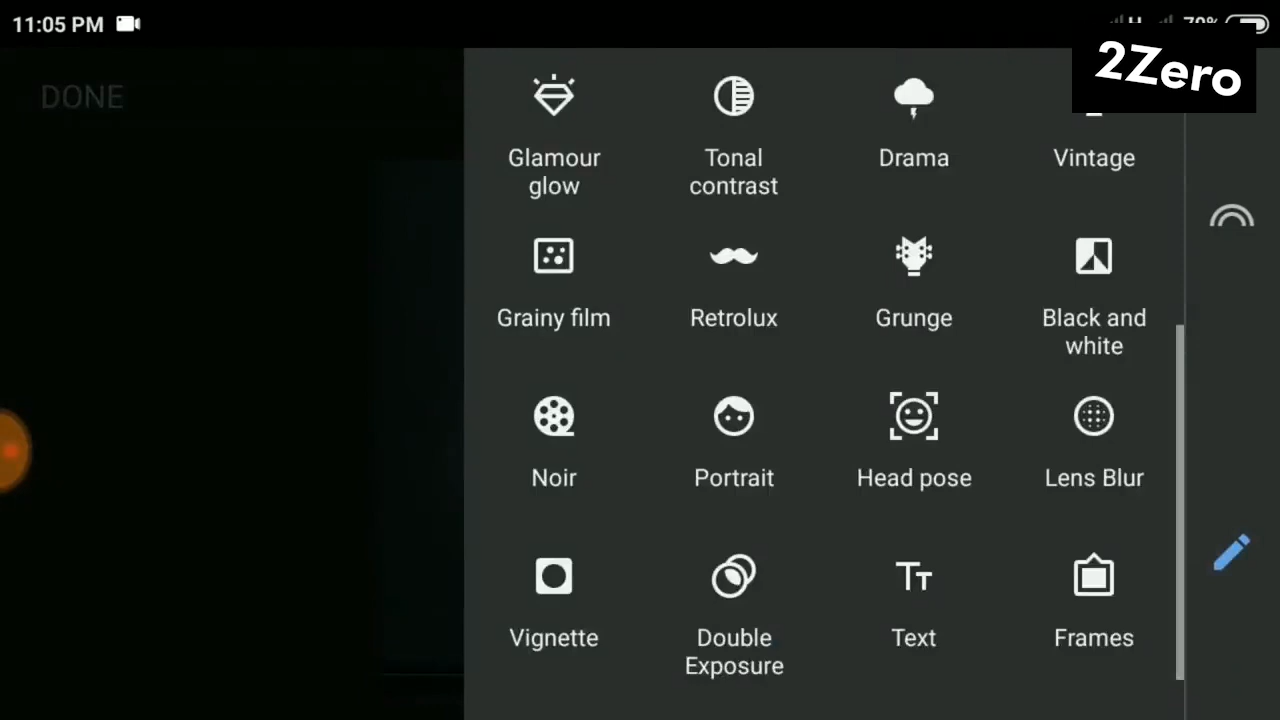 11:05 PM
H 70%
2Zero
DONE
Glamour glow
Tonal contrast
Drama
Vintage
Grainy film
Retrolux
Grunge
Black and white
Noir
Portrait
Head pose
Lens Blur
Vignette
Double Exposure
Text
Frames